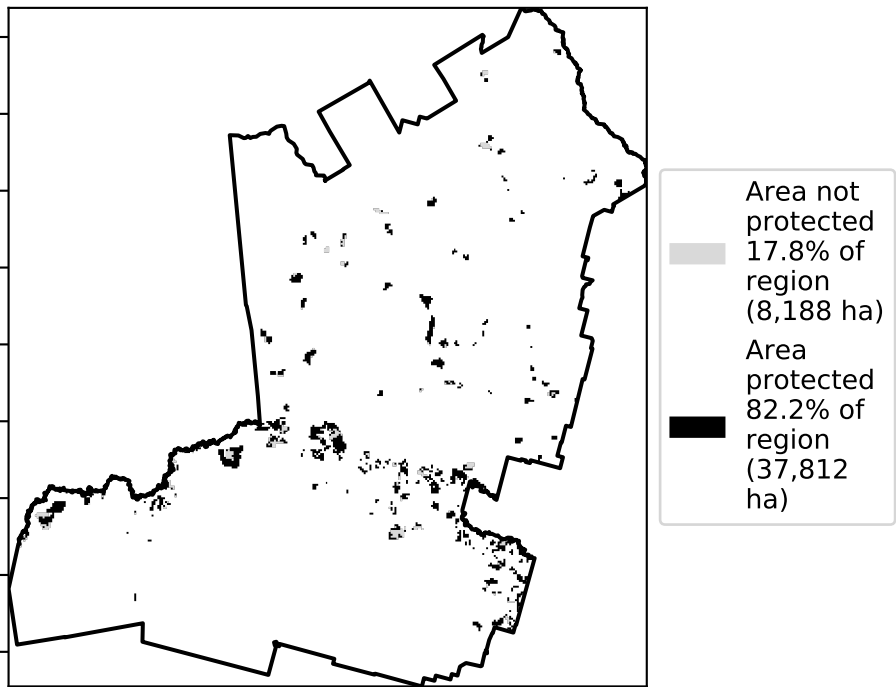 Area not
protected
17.8% of
region
(8,188 ha)
Area
protected
82.2% of
region
(37,812
ha)